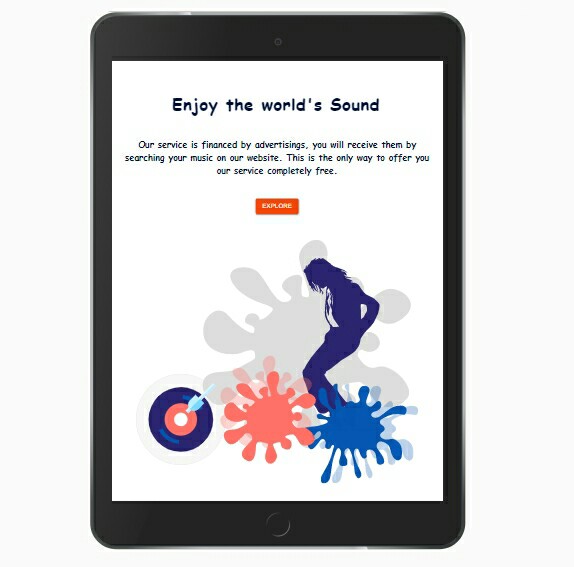 Enjoy the world's Sound
Our service is financed by advertisings, you will receive them by
searching your music on our website. This is the only way to offer you
our service completely free.
EXPLORE